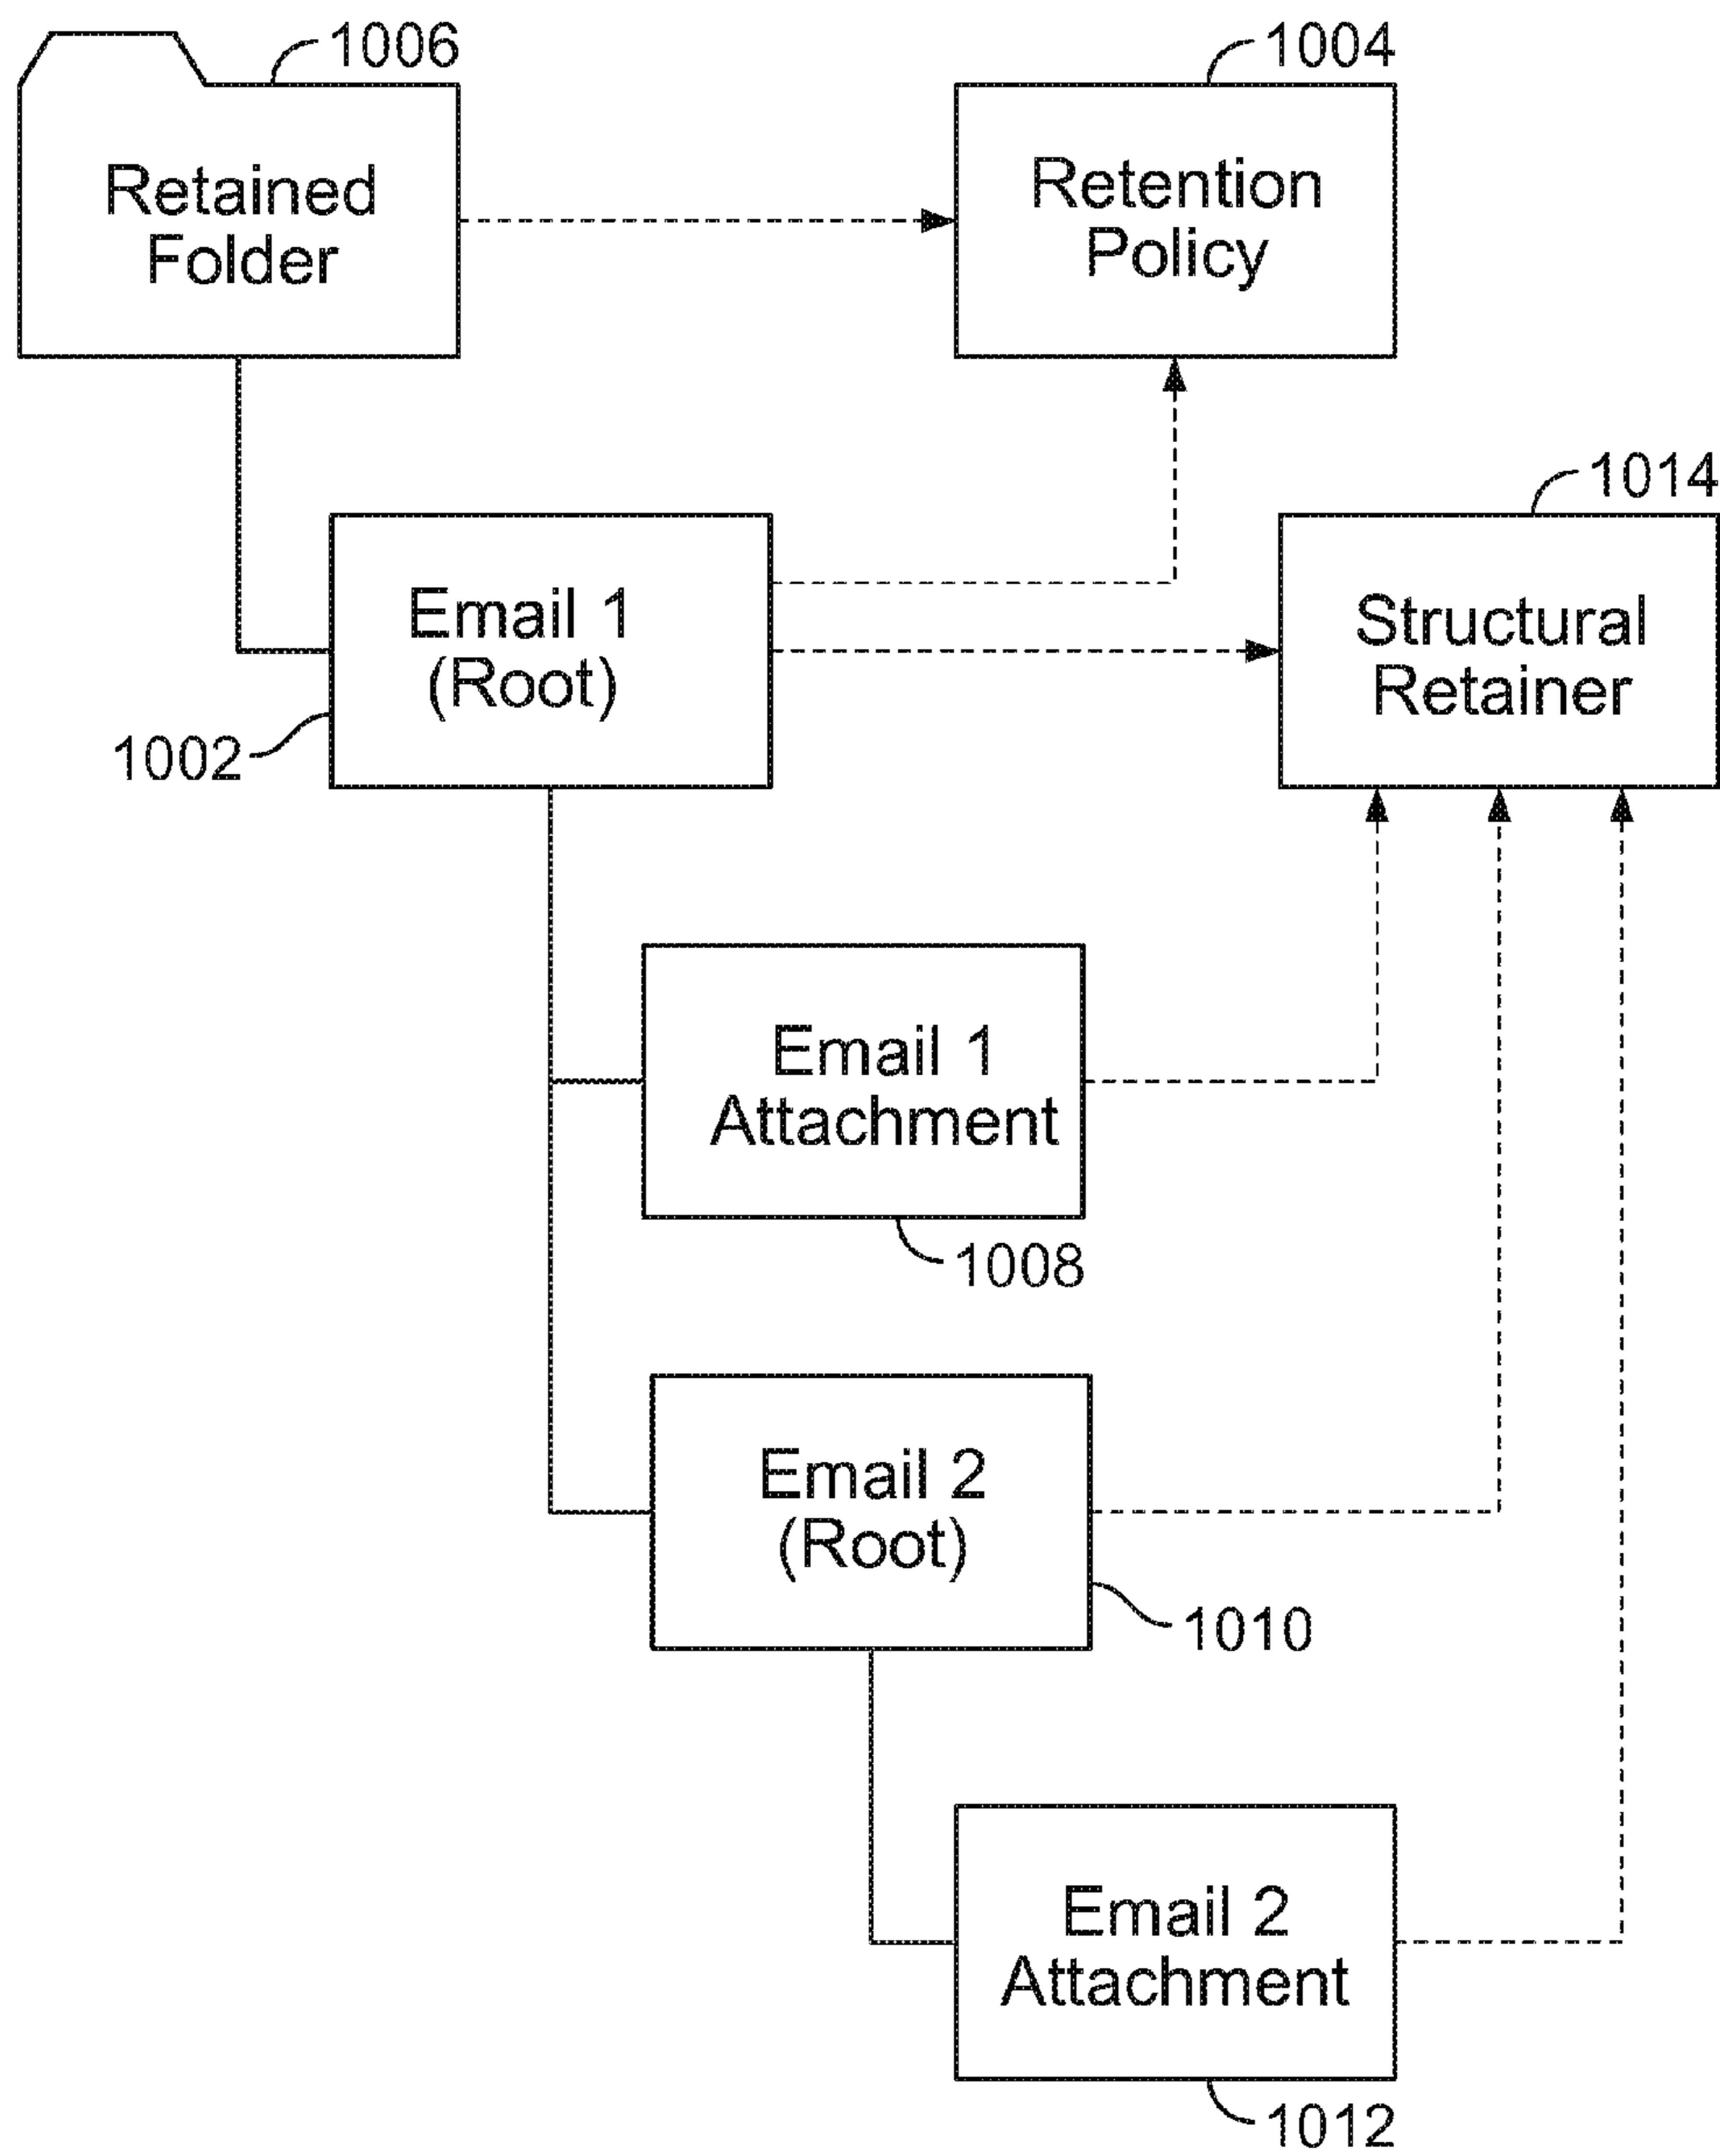 1006
1004
Retained
Folder
Retention
Policy
1014
Email 1
(Root)
Structural
Retainer
1002
Email 1
Attachment
1008
Email 2
(Root)
1010
Email 2
Attachment
1012